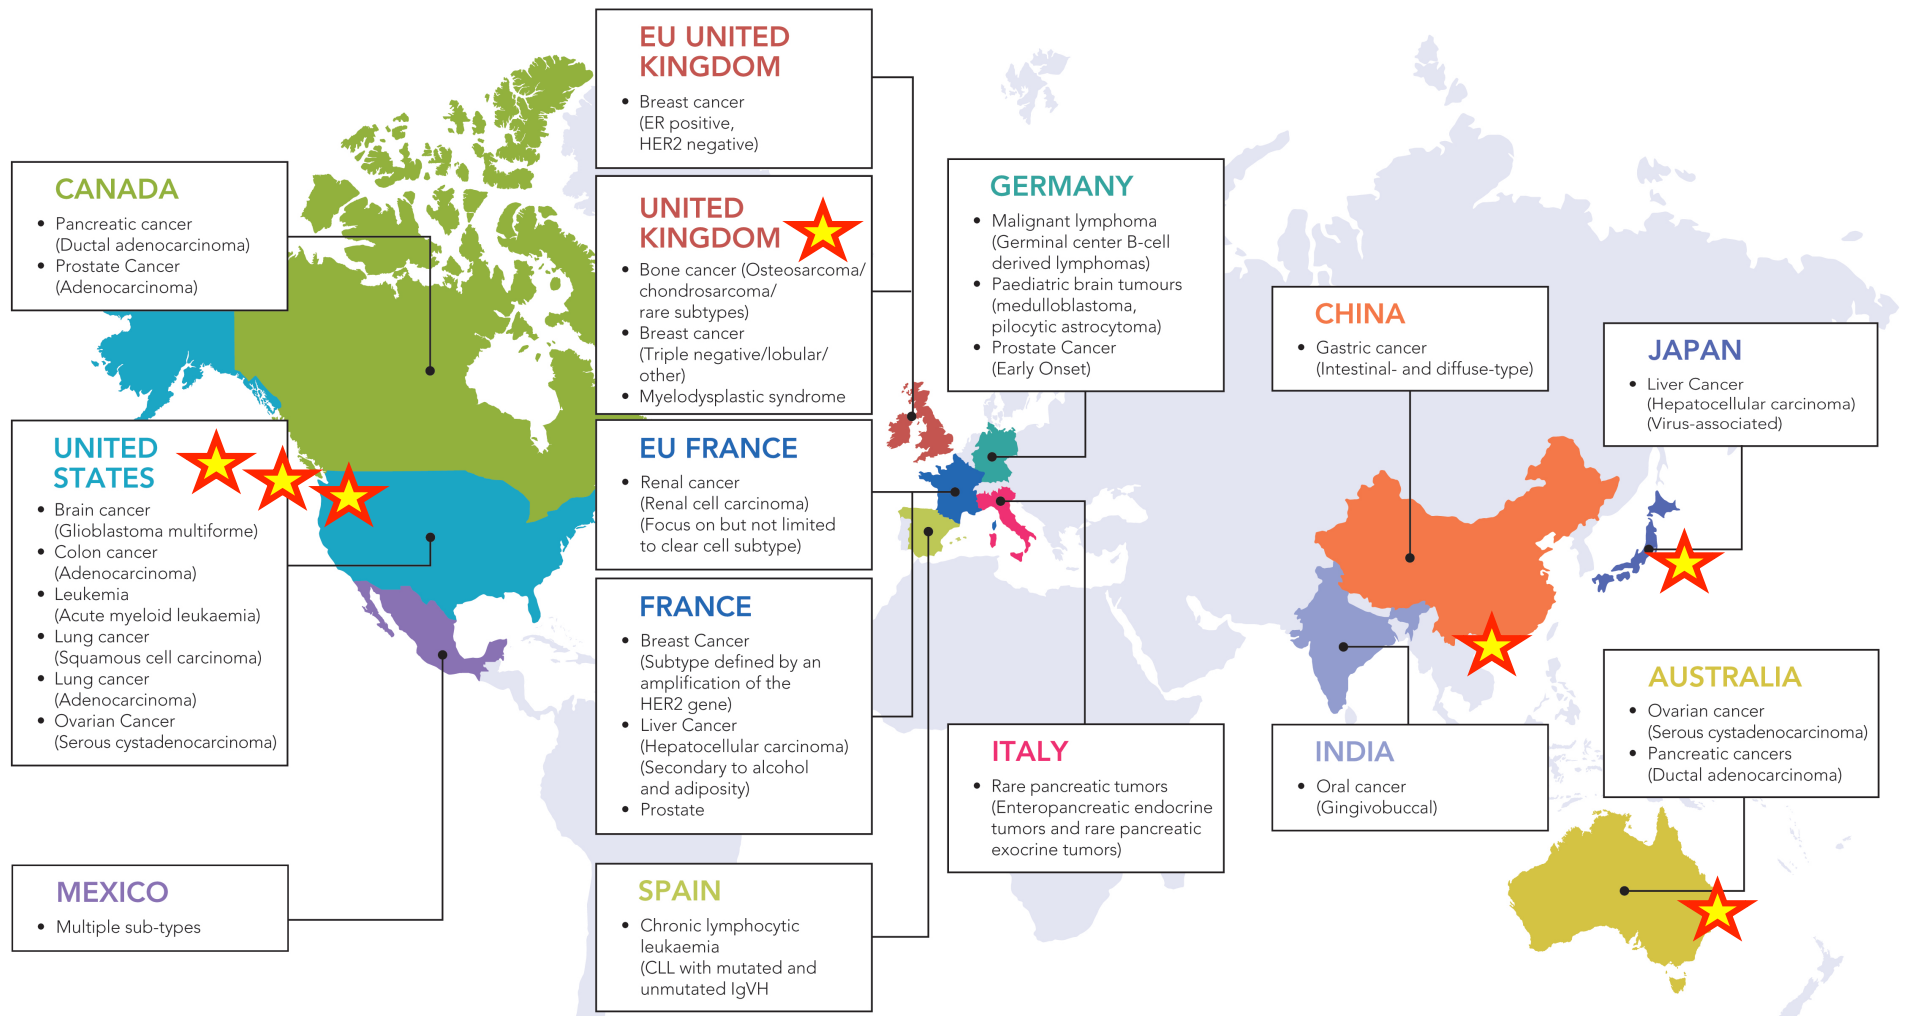 CANADA
• Pancreatic cancer
(Ductal adenocarcinoma)
• Prostate Cancer
(Adenocarcinoma)
UNITED
STATES
• Brain cancer
(Glioblastoma multiforme)
• Colon cancer
(Adenocarcinoma)
• Leukemia
(Acute myeloid leukaemia)
• Lung cancer
(Squamous cell carcinoma)
• Lung cancer
(Adenocarcinoma)
• Ovarian Cancer
(Serous cystadenocarcinoma)
MEXICO
• Multiple sub-types
EU UNITED
KINGDOM
• Breast cancer
(ER positive,
HER2 negative)
UNITED
KINGDOM
• Bone cancer (Osteosarcoma/
chondrosarcoma/
rare subtypes)
• Breast cancer
(Triple negative/lobular/
other)
• Myelodysplastic syndrome
EU FRANCE
• Renal cancer
(Renal cell carcinoma)
(Focus on but not limited
to clear cell subtype)
FRANCE
• Breast Cancer
(Subtype defined by an
amplification of the
HER2 gene)
• Liver Cancer
(Hepatocellular carcinoma)
(Secondary to alcohol
and adiposity)
• Prostate
SPAIN
• Chronic lymphocytic
leukaemia
(CLL with mutated and
unmutated IgVH
GERMANY
• Malignant lymphoma
(Germinal center B-cell
derived lymphomas)
• Paediatric brain tumours
(medulloblastoma,
pilocytic astrocytoma)
• Prostate Cancer
(Early Onset)
ITALY
• Rare pancreatic tumors
(Enteropancreatic endocrine
tumors and rare pancreatic
exocrine tumors)
CHINA
• Gastric cancer
(Intestinal- and diffuse-type)
INDIA
• Oral cancer
(Gingivobuccal)
JAPAN
• Liver Cancer
(Hepatocellular carcinoma)
(Virus-associated)
AUSTRALIA
• Ovarian cancer
(Serous cystadenocarcinoma)
• Pancreatic cancers
(Ductal adenocarcinoma)